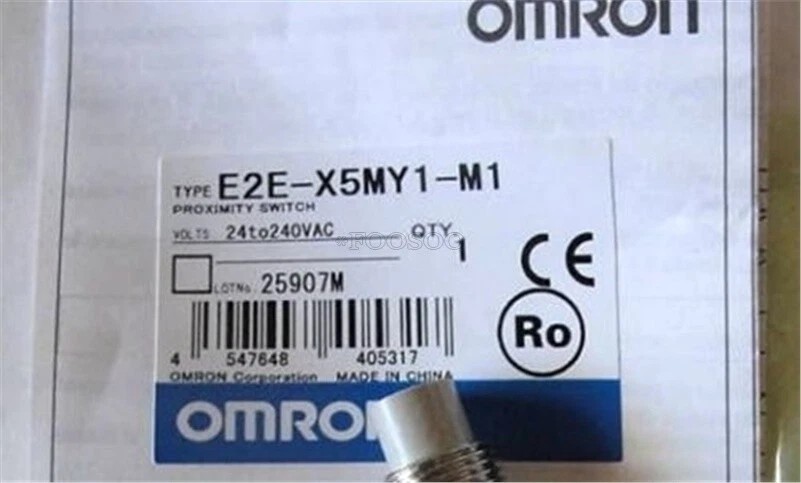 OMRON
TYPE E2E-X5MY1-M1
PROXIMITY SWITCH
VOLTS 24to240VAC QTY. 1
LOTNo. 25907M
CE
Ro
4 547648 405317
OMRON Corporation MADE IN CHINA
OMRON
FOOSOC